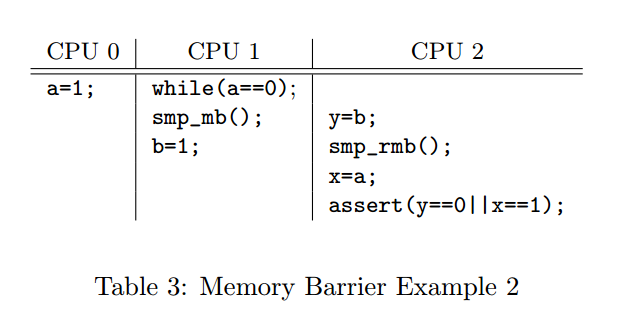 CPU 0 CPU 1 CPU 2
a=1; while(a==0);
smp_mb(); y=b;
b=1; smp_rmb();
x=a;
assert(y==0||x==1);
Table 3: Memory Barrier Example 2